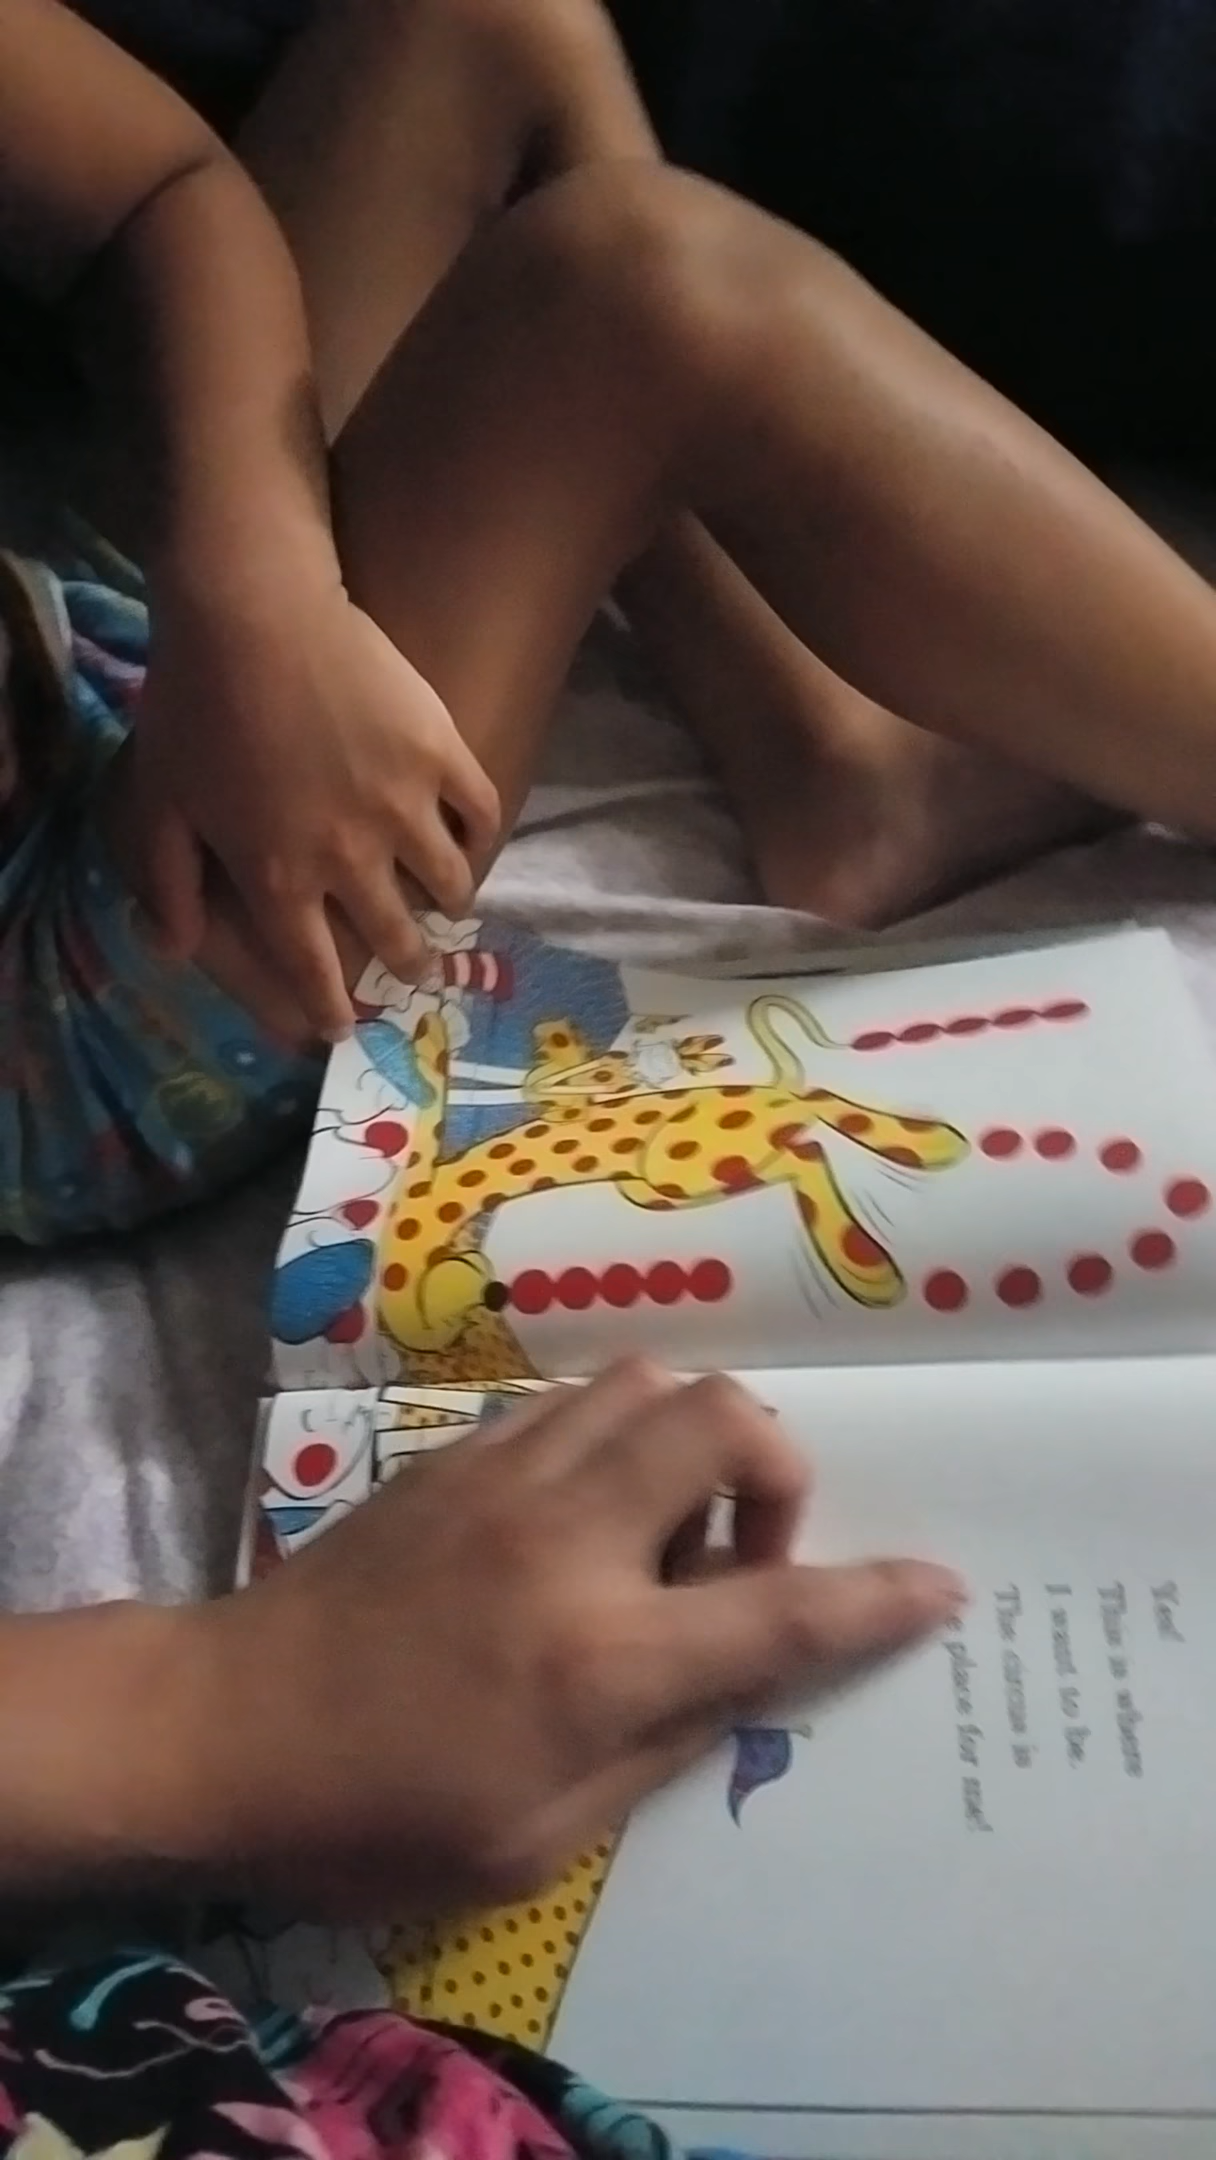 Yes!
This is where
I want to be.
The circus is
place for me!